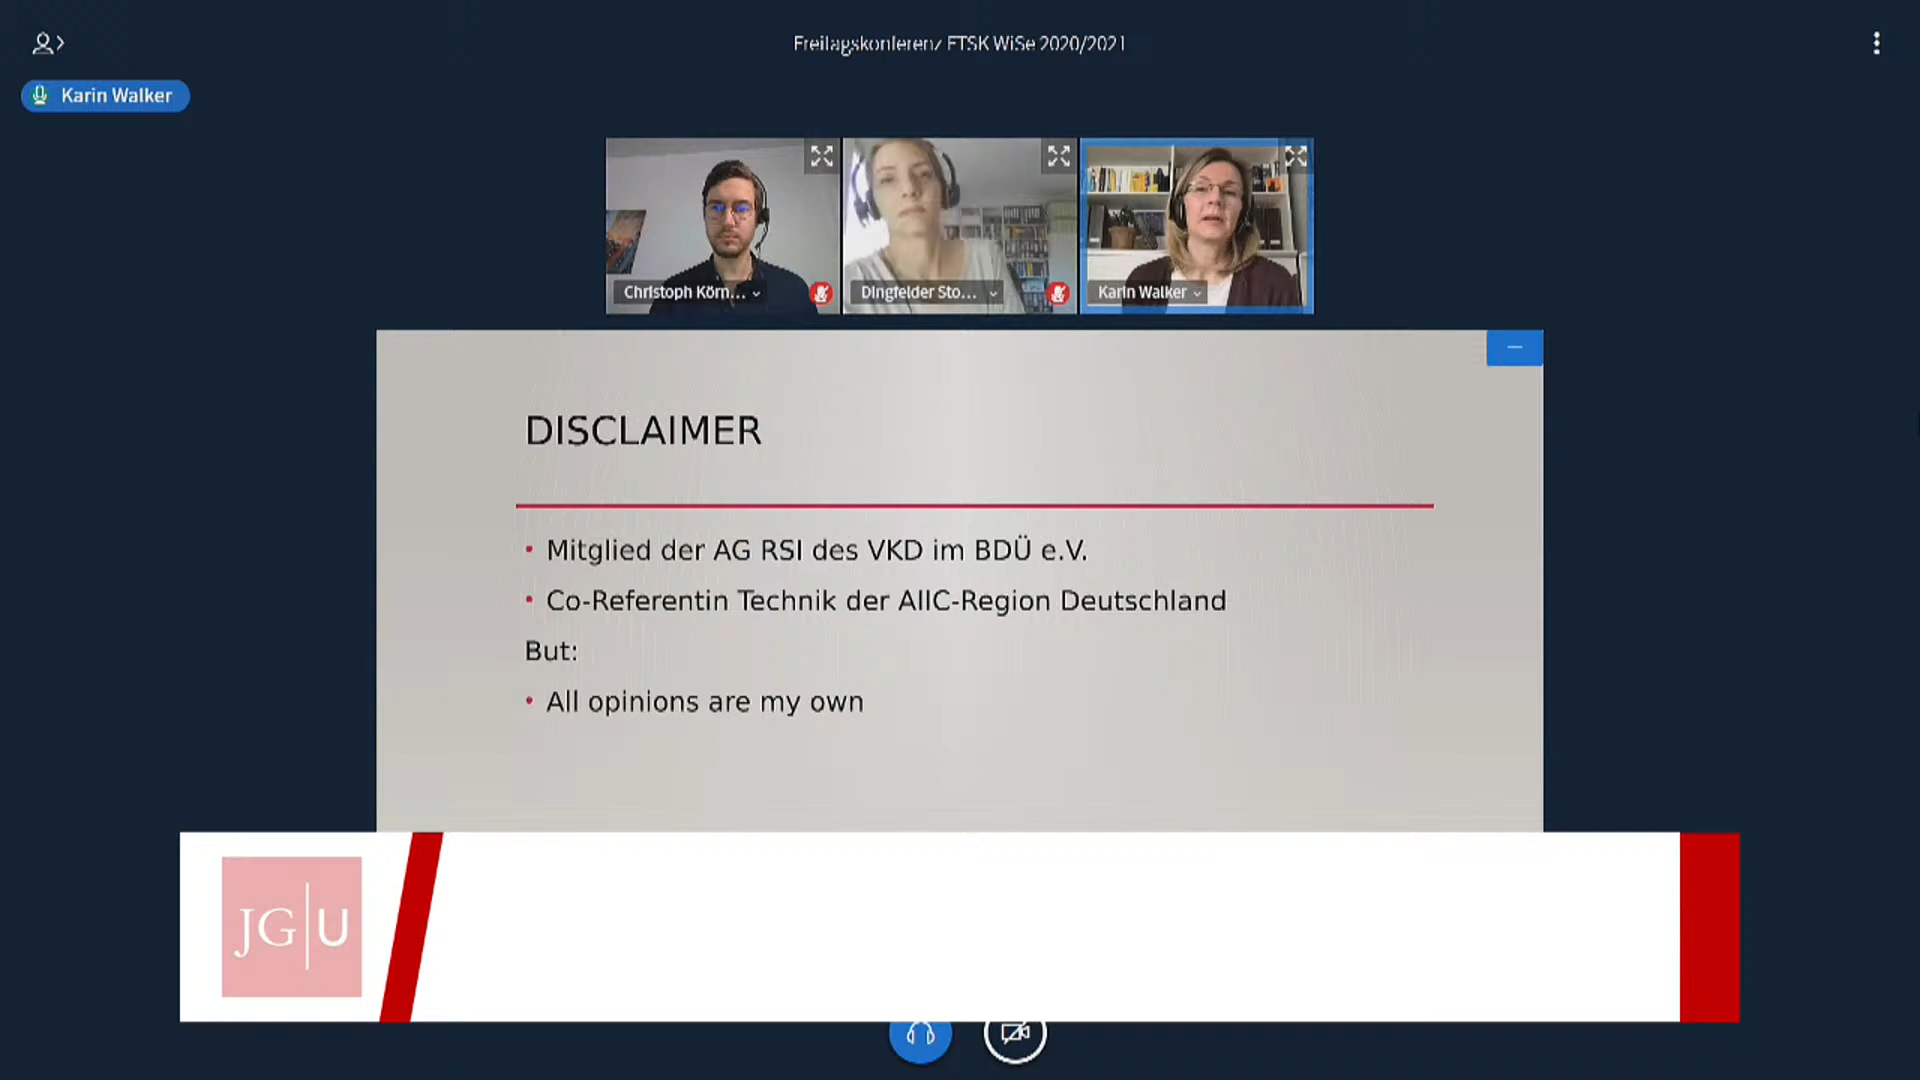 Freitagskonferenz FTSK WiSe 2020/2021
Karin Walker
Christoph Körn...
Dingfelder Sto...
Karin Walker
DISCLAIMER
• Mitglied der AG RSI des VKD im BDÜ e.V.
• Co-Referentin Technik der AIIC-Region Deutschland
But:
• All opinions are my own
JG|U